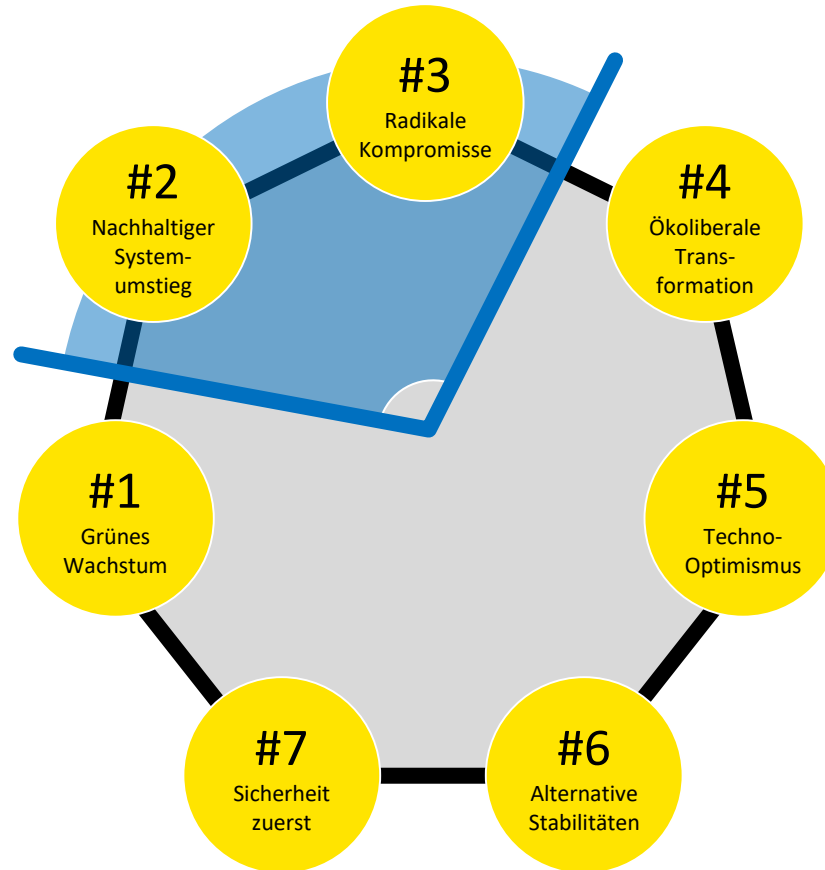 #3
Radikale
Kompromisse
#2
Nachhaltiger
System-
umstieg
#4
Ökoliberale
Trans-
formation
#1
Grünes
Wachstum
#5
Techno-
Optimismus
#7
Sicherheit
zuerst
#6
Alternative
Stabilitäten